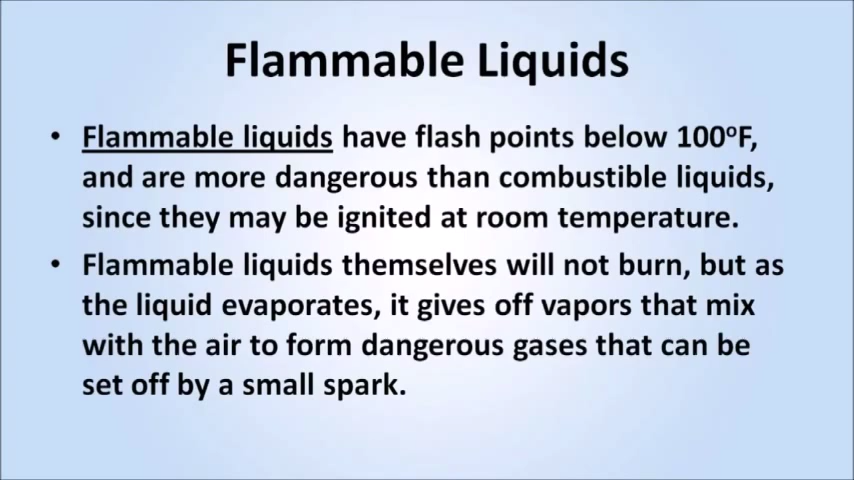 Flammable Liquids
• Flammable liquids have flash points below 100ºF,
and are more dangerous than combustible liquids,
since they may be ignited at room temperature.
• Flammable liquids themselves will not burn, but as
the liquid evaporates, it gives off vapors that mix
with the air to form dangerous gases that can be
set off by a small spark.